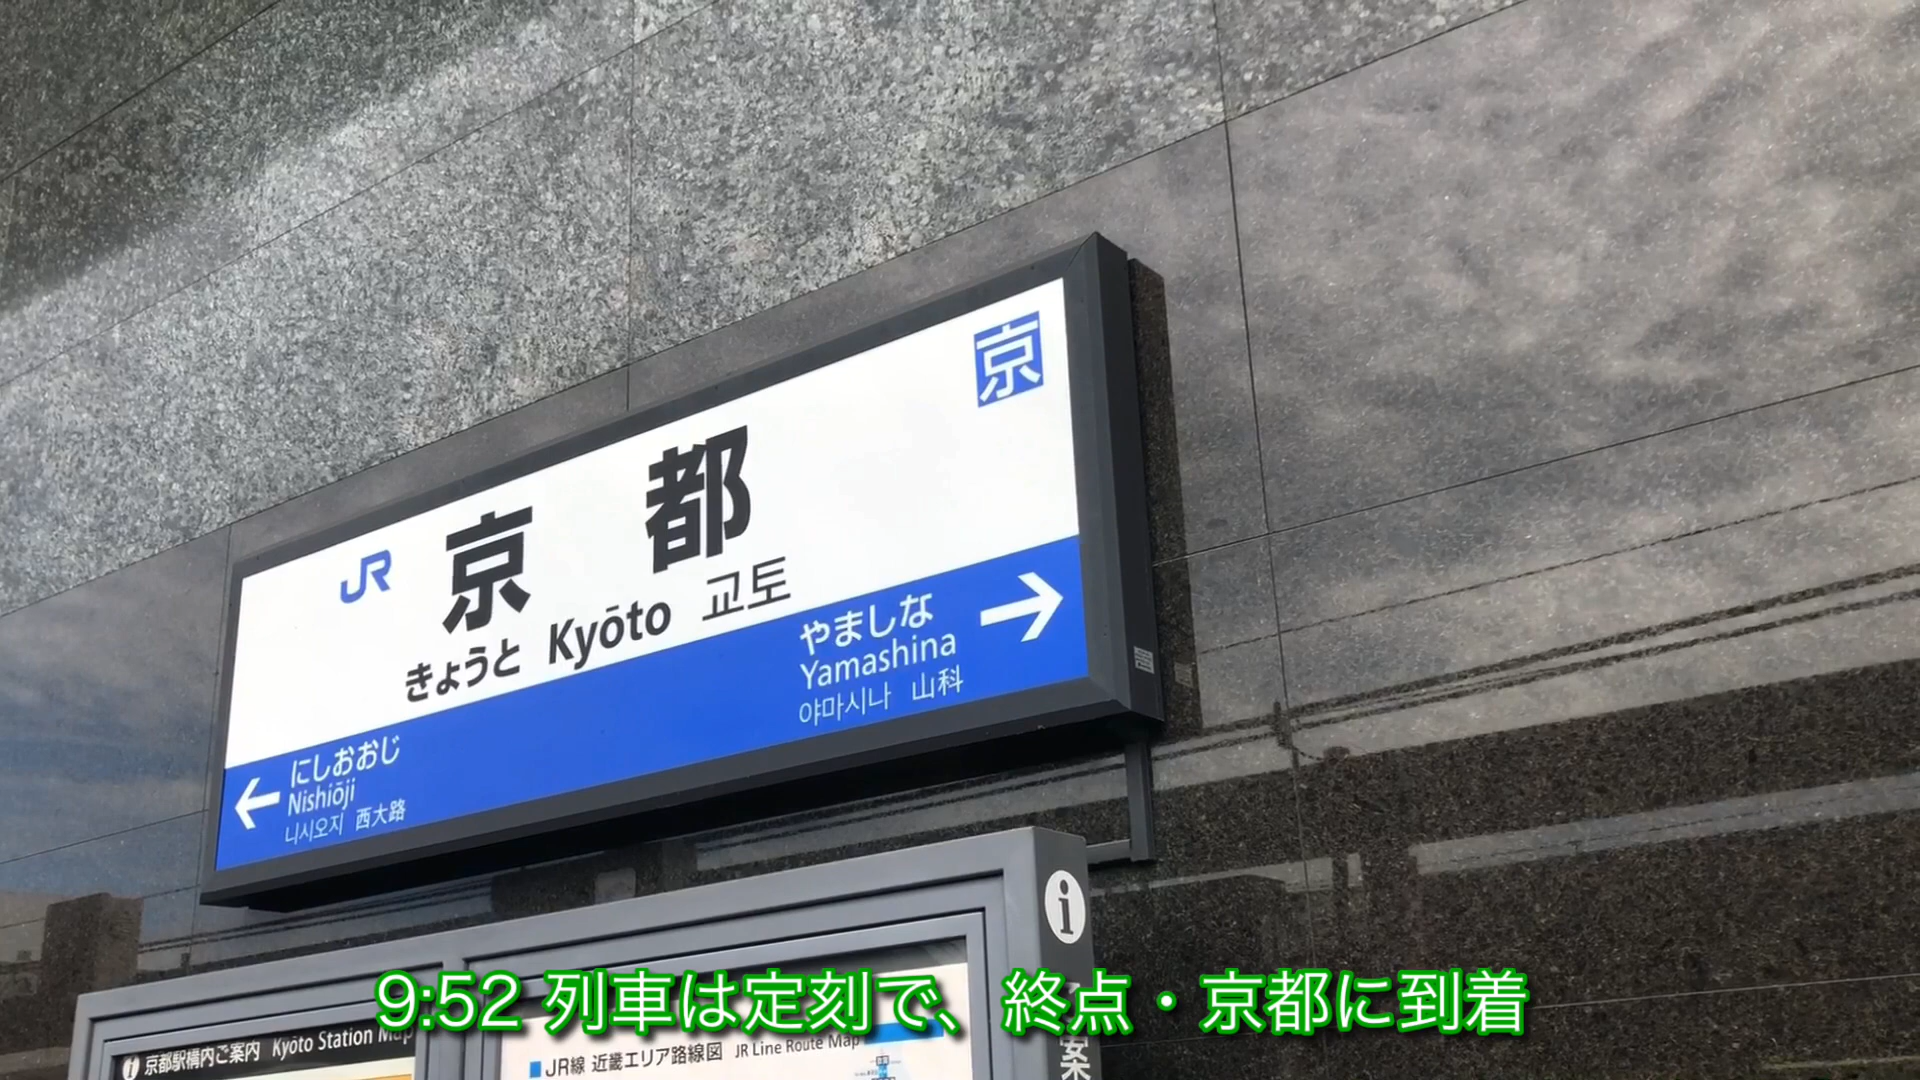 京
JR
京都
きょうと Kyōto 교토
やましな
Yamashina
야마시나 山科
にしおおじ
Nishiōji
니시오지 西大路
i
9:52 列車は定刻で、終点・京都に到着
i 京都駅構内ご案内 Kyōto Station Map
JR線 近畿エリア路線図 JR Line Route Map
案